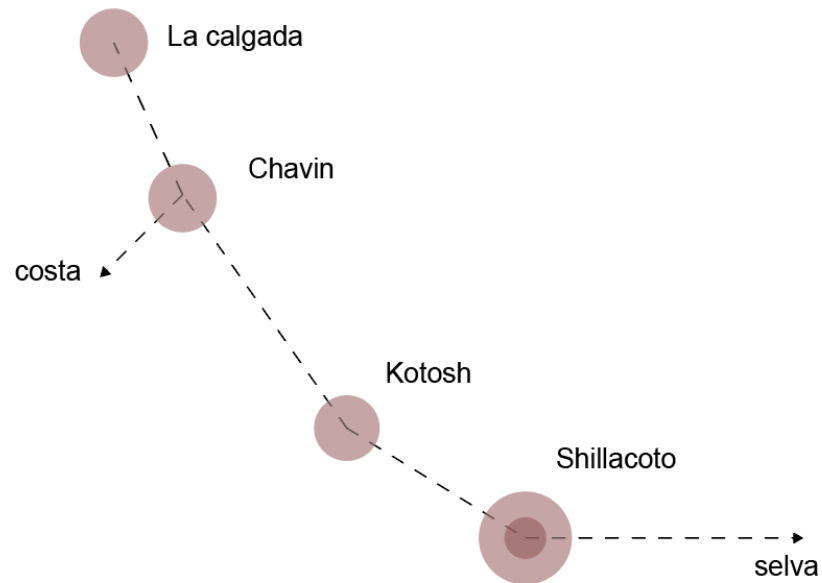 La calgada
Chavin
costa
Kotosh
Shillacoto
selva